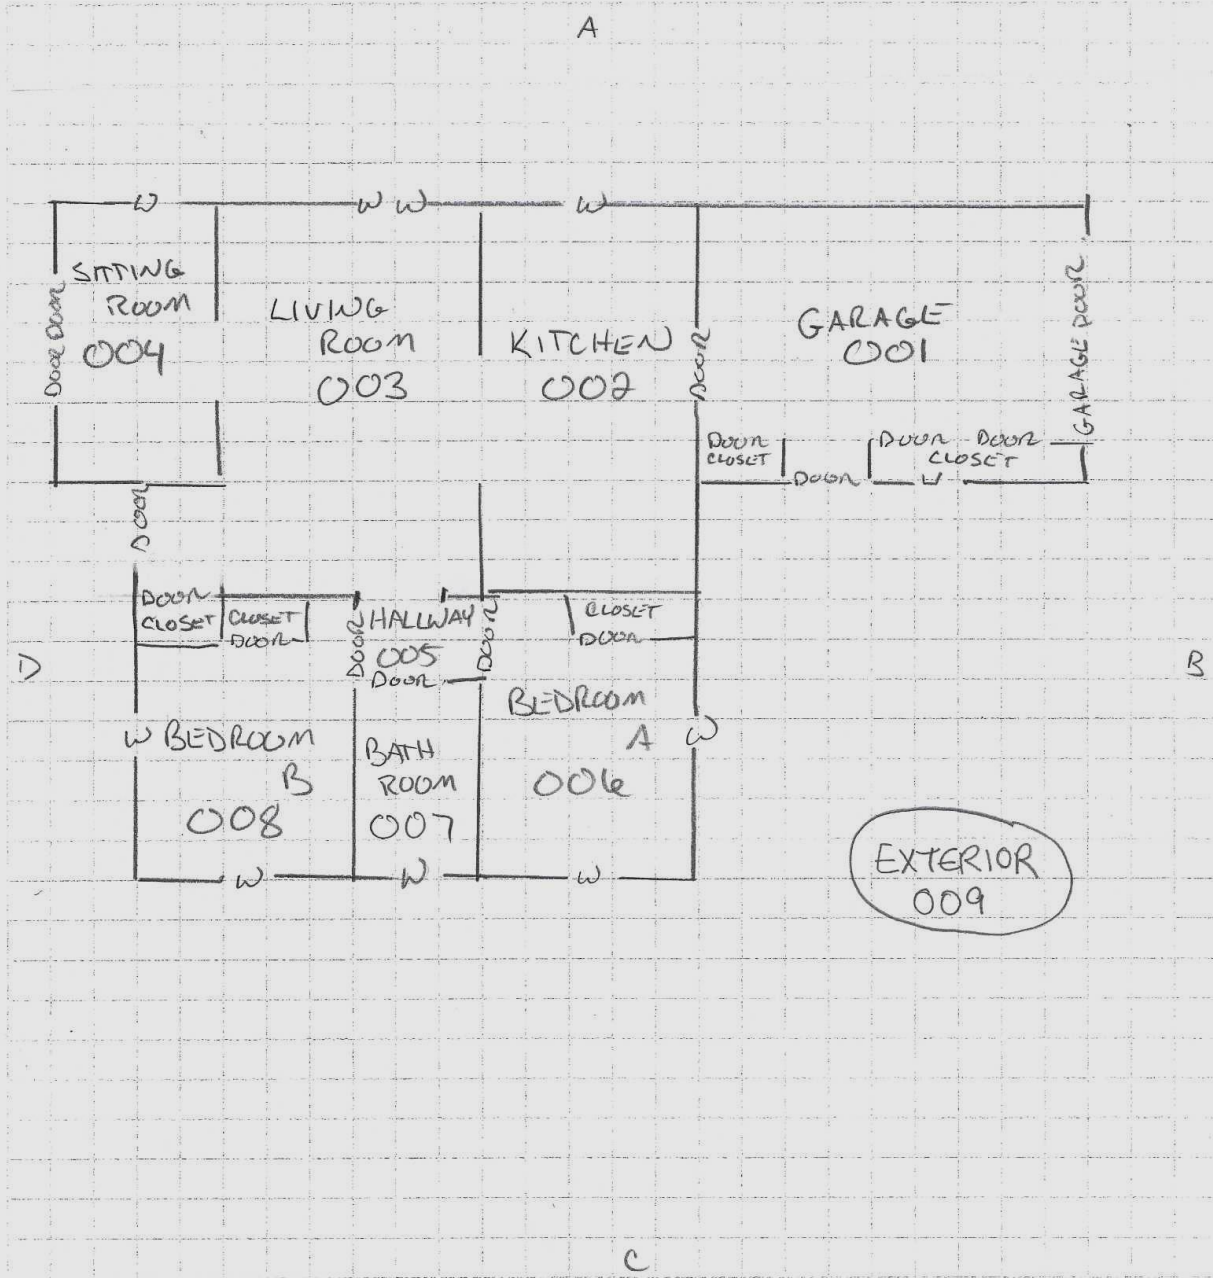 A
W
W W
W
SITTING
ROOM
004
DOOR DOOR
LIVING
ROOM
003
KITCHEN
002
DOOR
GARAGE
001
GARAGE DOOR
DOOR
CLOSET
DOOR
DOOR DOOR
CLOSET
W
DOOR
DOOR
CLOSET
CLOSET
DOOR
DOOR
HALLWAY
005
DOOR
DOOR
CLOSET
DOOR
D
B
W
BEDROOM
B
008
BATH
ROOM
007
BEDROOM
A
006
W
W
W
W
EXTERIOR
009
C